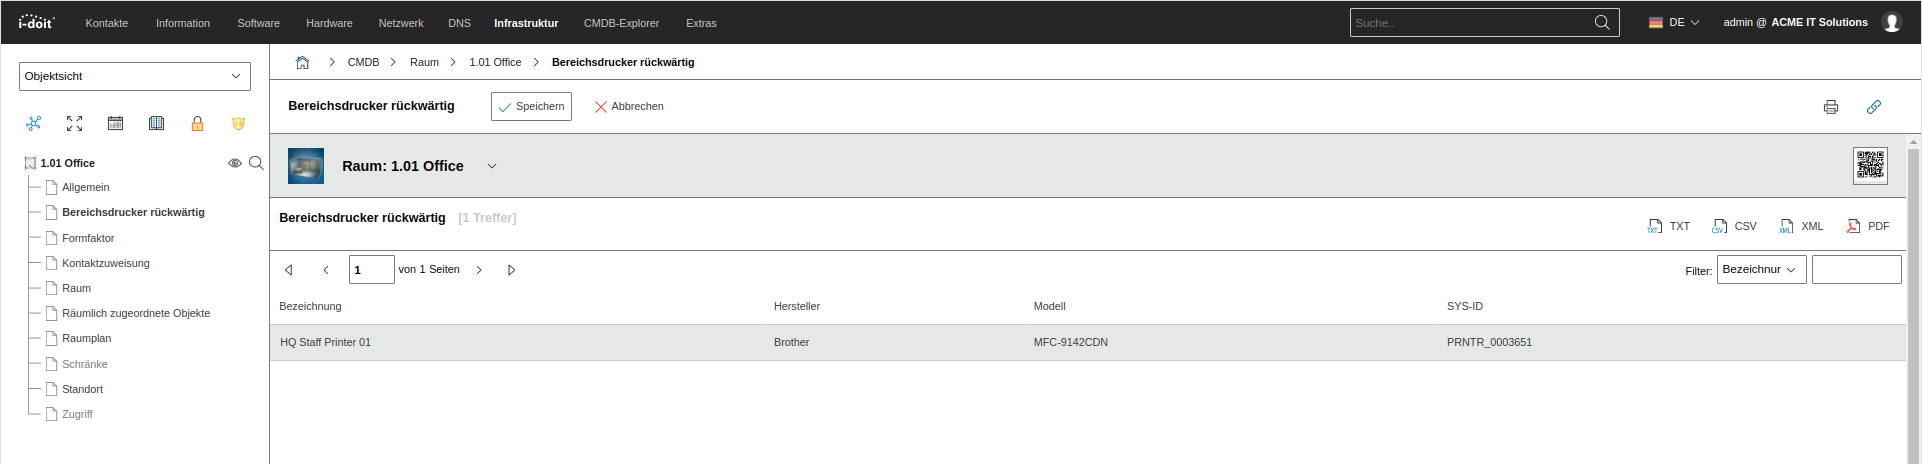 i-doit Kontakte Information Software Hardware Netzwerk DNS Infrastruktur CMDB-Explorer Extras Suche.. DE admin @ ACME IT Solutions
Objektsicht
CMDB Raum 1.01 Office Bereichsdrucker rückwärtig
Bereichsdrucker rückwärtig Speichern Abbrechen
1.01 Office
Allgemein
Bereichsdrucker rückwärtig
Formfaktor
Kontaktzuweisung
Raum
Räumlich zugeordnete Objekte
Raumplan
Schränke
Standort
Zugriff
Raum: 1.01 Office
Bereichsdrucker rückwärtig [1 Treffer]
TXT TXT CSV CSV XML XML PDF
1 von 1 Seiten Filter: Bezeichnur
Bezeichnung Hersteller Modell SYS-ID
HQ Staff Printer 01 Brother MFC-9142CDN PRNTR_0003651